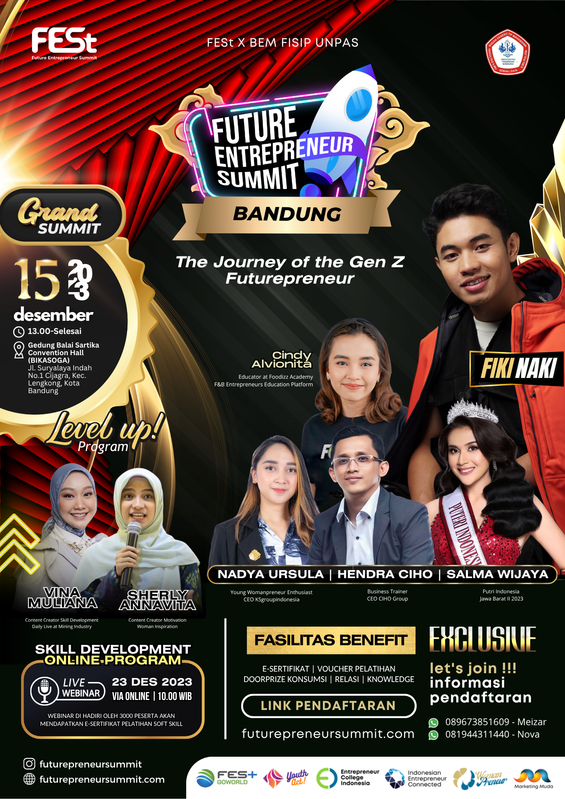 FESt
Future Entrepreneur Summit
FESt X BEM FISIP UNPAS
FUTURE
ENTREPRENEUR
SUMMIT
BANDUNG
The Journey of the Gen Z
Futurepreneur
Grand
SUMMIT
15 2023
desember
13.00-Selesai
Gedung Balai Sartika
Convention Hall
(BIKASOGA)
Jl. Suryalaya Indah
No.1 Cijagra, Kec.
Lengkong, Kota
Bandung
Cindy
Alvionita
Educator at Foodizz Academy
F&B Entrepreneurs Education Platform
FIKI NAKI
Level up!
Program
PUTERI INDONESIA
VINA
MULIANA
Content Creator Skill Development
Daily Live at Mining Industry
SHERLY
ANNAVITA
Content Creator Motivation
Woman Inspiration
NADYA URSULA | HENDRA CIHO | SALMA WIJAYA
Young Womanpreneur Enthusiast
CEO KSgroupindonesia
Business Trainer
CEO CIHO Group
Putri Indonesia
Jawa Barat II 2023
SKILL DEVELOPMENT
ONLINE PROGRAM
LIVE
WEBINAR
23 DES 2023
VIA ONLINE | 10.00 WIB
WEBINAR DI HADIRI OLEH 3000 PESERTA AKAN
MENDAPATKAN E-SERTIFIKAT PELATIHAN SOFT SKILL
FASILITAS BENEFIT
E-SERTIFIKAT | VOUCHER PELATIHAN
DOORPRIZE KONSUMSI | RELASI | KNOWLEDGE
LINK PENDAFTARAN
futurepreneursummit.com
EXCLUSIVE
let's join !!!
informasi
pendaftaran
089673851609 - Meizar
081944311440 - Nova
futurepreneursummit
futurepreneursummit.com
FES+
GOWORLD
Youth
Act!
Entrepreneur
College
Indonesia
Indonesian
Entrepreneur
Connected
Woman
Preneur
Marketing Muda